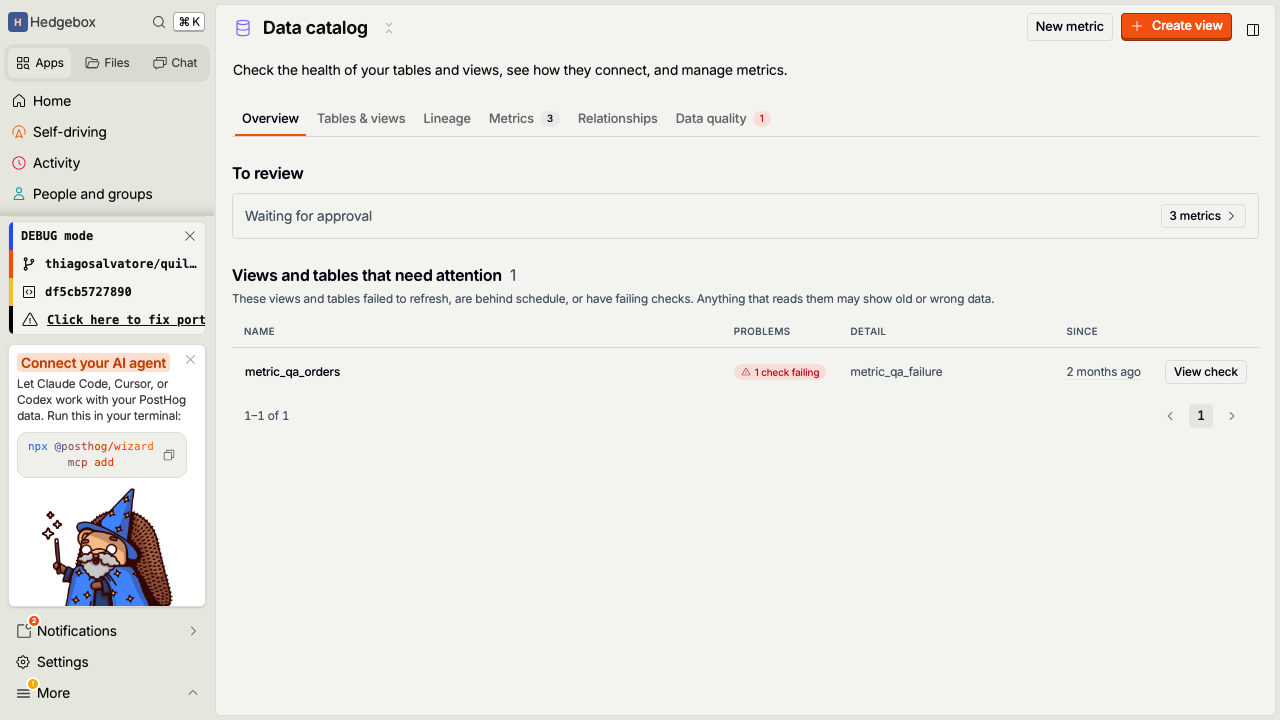 H Hedgebox ⌘ K
Apps Files Chat
Home
Self-driving
Activity
People and groups
DEBUG mode
thiagosalvatore/quil…
df5cb5727890
Click here to fix port
Connect your AI agent
Let Claude Code, Cursor, or
Codex work with your PostHog
data. Run this in your terminal:
npx @posthog/wizard
mcp add
2
Notifications
Settings
!
More
Data catalog
New metric
Create view
Check the health of your tables and views, see how they connect, and manage metrics.
Overview Tables & views Lineage Metrics 3 Relationships Data quality 1
To review
Waiting for approval 3 metrics
Views and tables that need attention 1
These views and tables failed to refresh, are behind schedule, or have failing checks. Anything that reads them may show old or wrong data.
NAME PROBLEMS DETAIL SINCE
metric_qa_orders 1 check failing metric_qa_failure 2 months ago View check
1–1 of 1 1